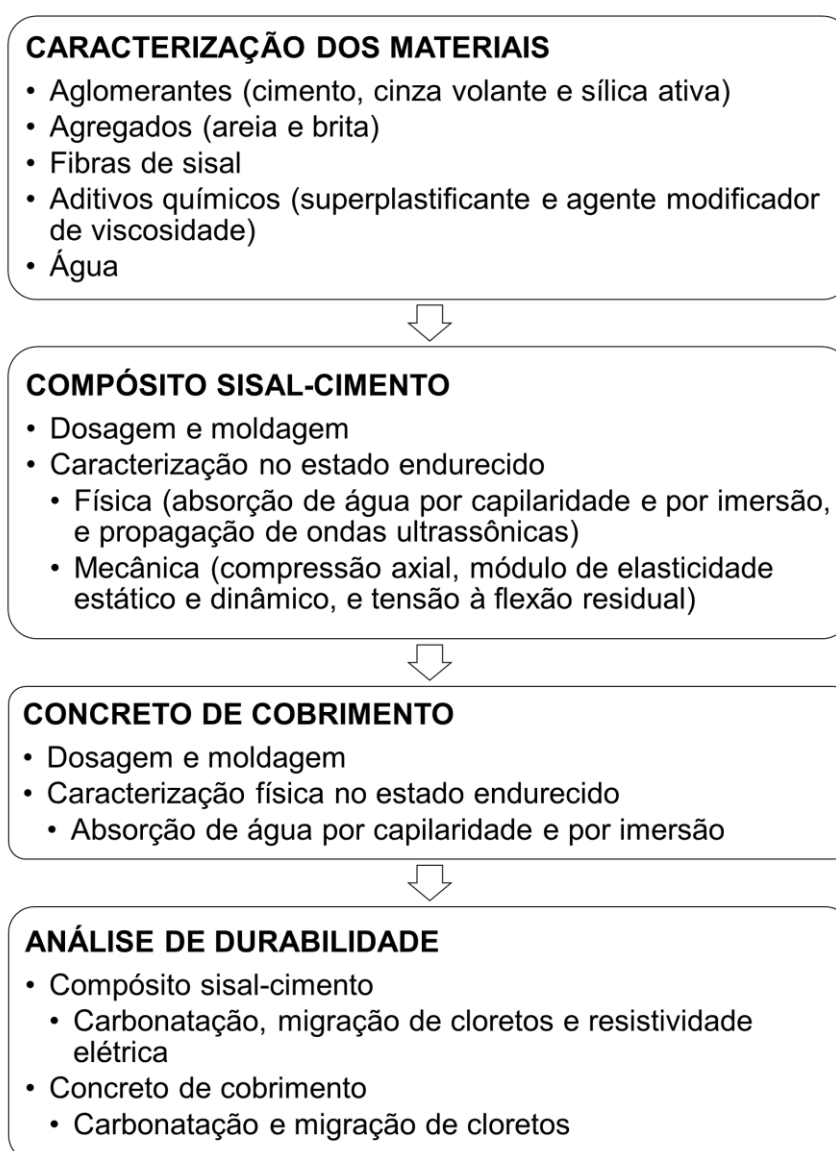 CARACTERIZAÇÃO DOS MATERIAIS
• Aglomerantes (cimento, cinza volante e sílica ativa)
• Agregados (areia e brita)
• Fibras de sisal
• Aditivos químicos (superplastificante e agente modificador
de viscosidade)
• Água
COMPÓSITO SISAL-CIMENTO
• Dosagem e moldagem
• Caracterização no estado endurecido
• Física (absorção de água por capilaridade e por imersão,
e propagação de ondas ultrassônicas)
• Mecânica (compressão axial, módulo de elasticidade
estático e dinâmico, e tensão à flexão residual)
CONCRETO DE COBRIMENTO
• Dosagem e moldagem
• Caracterização física no estado endurecido
• Absorção de água por capilaridade e por imersão
ANÁLISE DE DURABILIDADE
• Compósito sisal-cimento
• Carbonatação, migração de cloretos e resistividade
elétrica
• Concreto de cobrimento
• Carbonatação e migração de cloretos